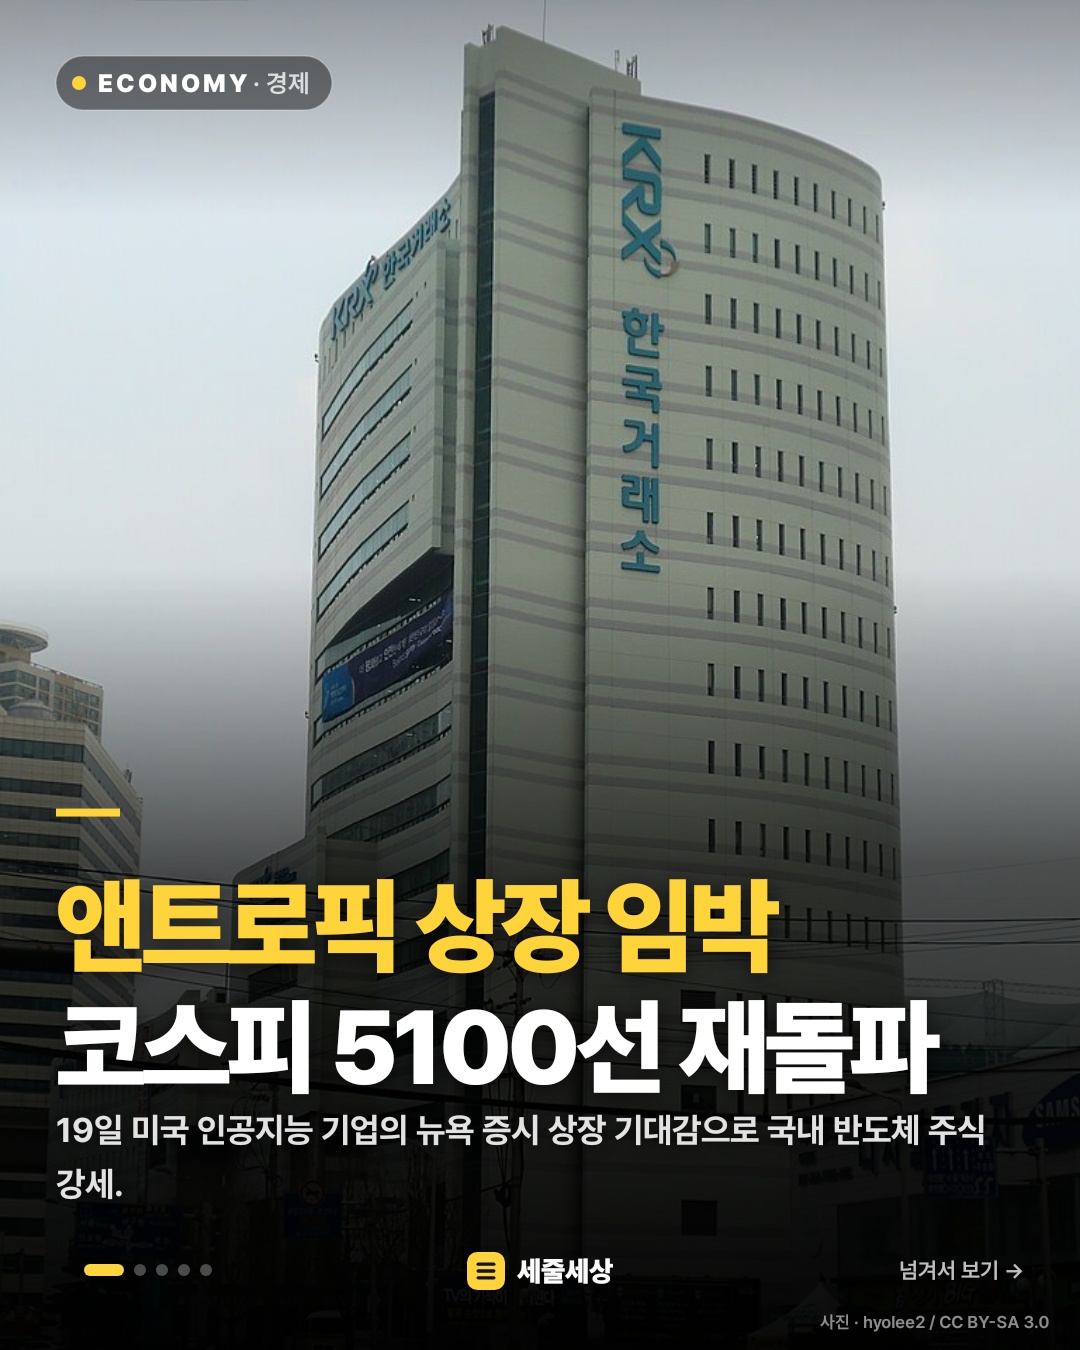 ECONOMY · 경제
KRX 한국거래소
KRX 한국거래소
앤트로픽 상장 임박
코스피 5100선 재돌파
19일 미국 인공지능 기업의 뉴욕 증시 상장 기대감으로 국내 반도체 주식
강세.
세줄세상
넘겨서 보기 →
사진 · hyolee2 / CC BY-SA 3.0